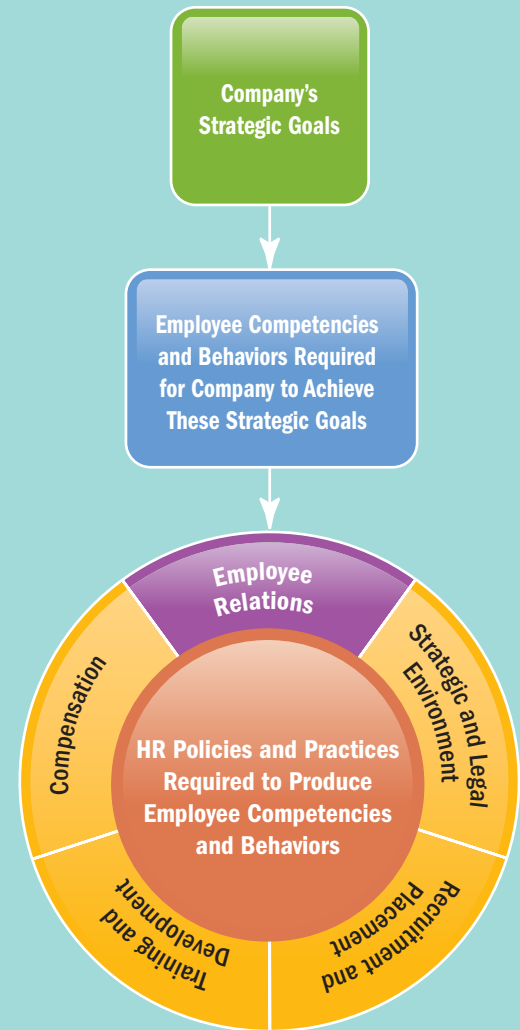 Company's
Strategic Goals
Employee Competencies
and Behaviors Required
for Company to Achieve
These Strategic Goals
Employee
Relations
Strategic and Legal
Environment
Recruitment and
Placement
Training and
Development
Compensation
HR Policies and Practices
Required to Produce
Employee Competencies
and Behaviors